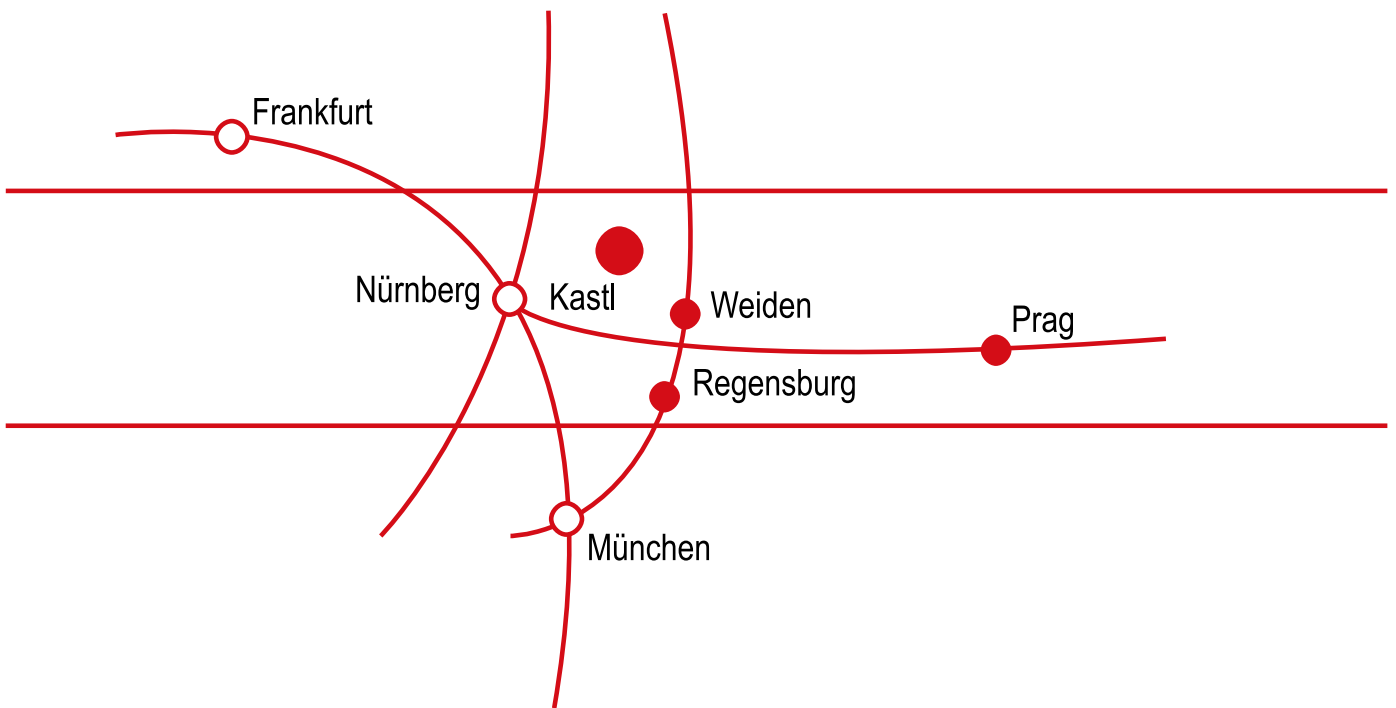 Frankfurt
Nürnberg
Kastl
Weiden
Prag
Regensburg
München